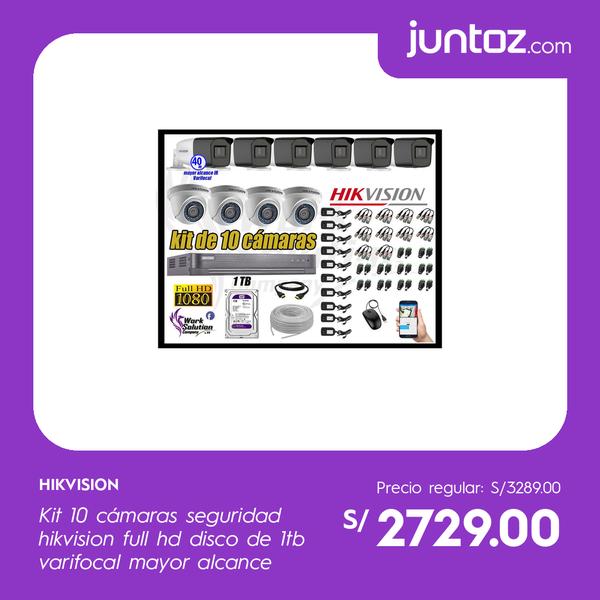 juntoz.com
40
mayor alcance IR
Varifocal
HIKVISION
kit de 10 cámaras
1 TB
Full HD
1080
Work
Solution
Company
HIKVISION
Precio regular: S/3289.00
Kit 10 cámaras seguridad
hikvision full hd disco de 1tb
varifocal mayor alcance
S/ 2729.00